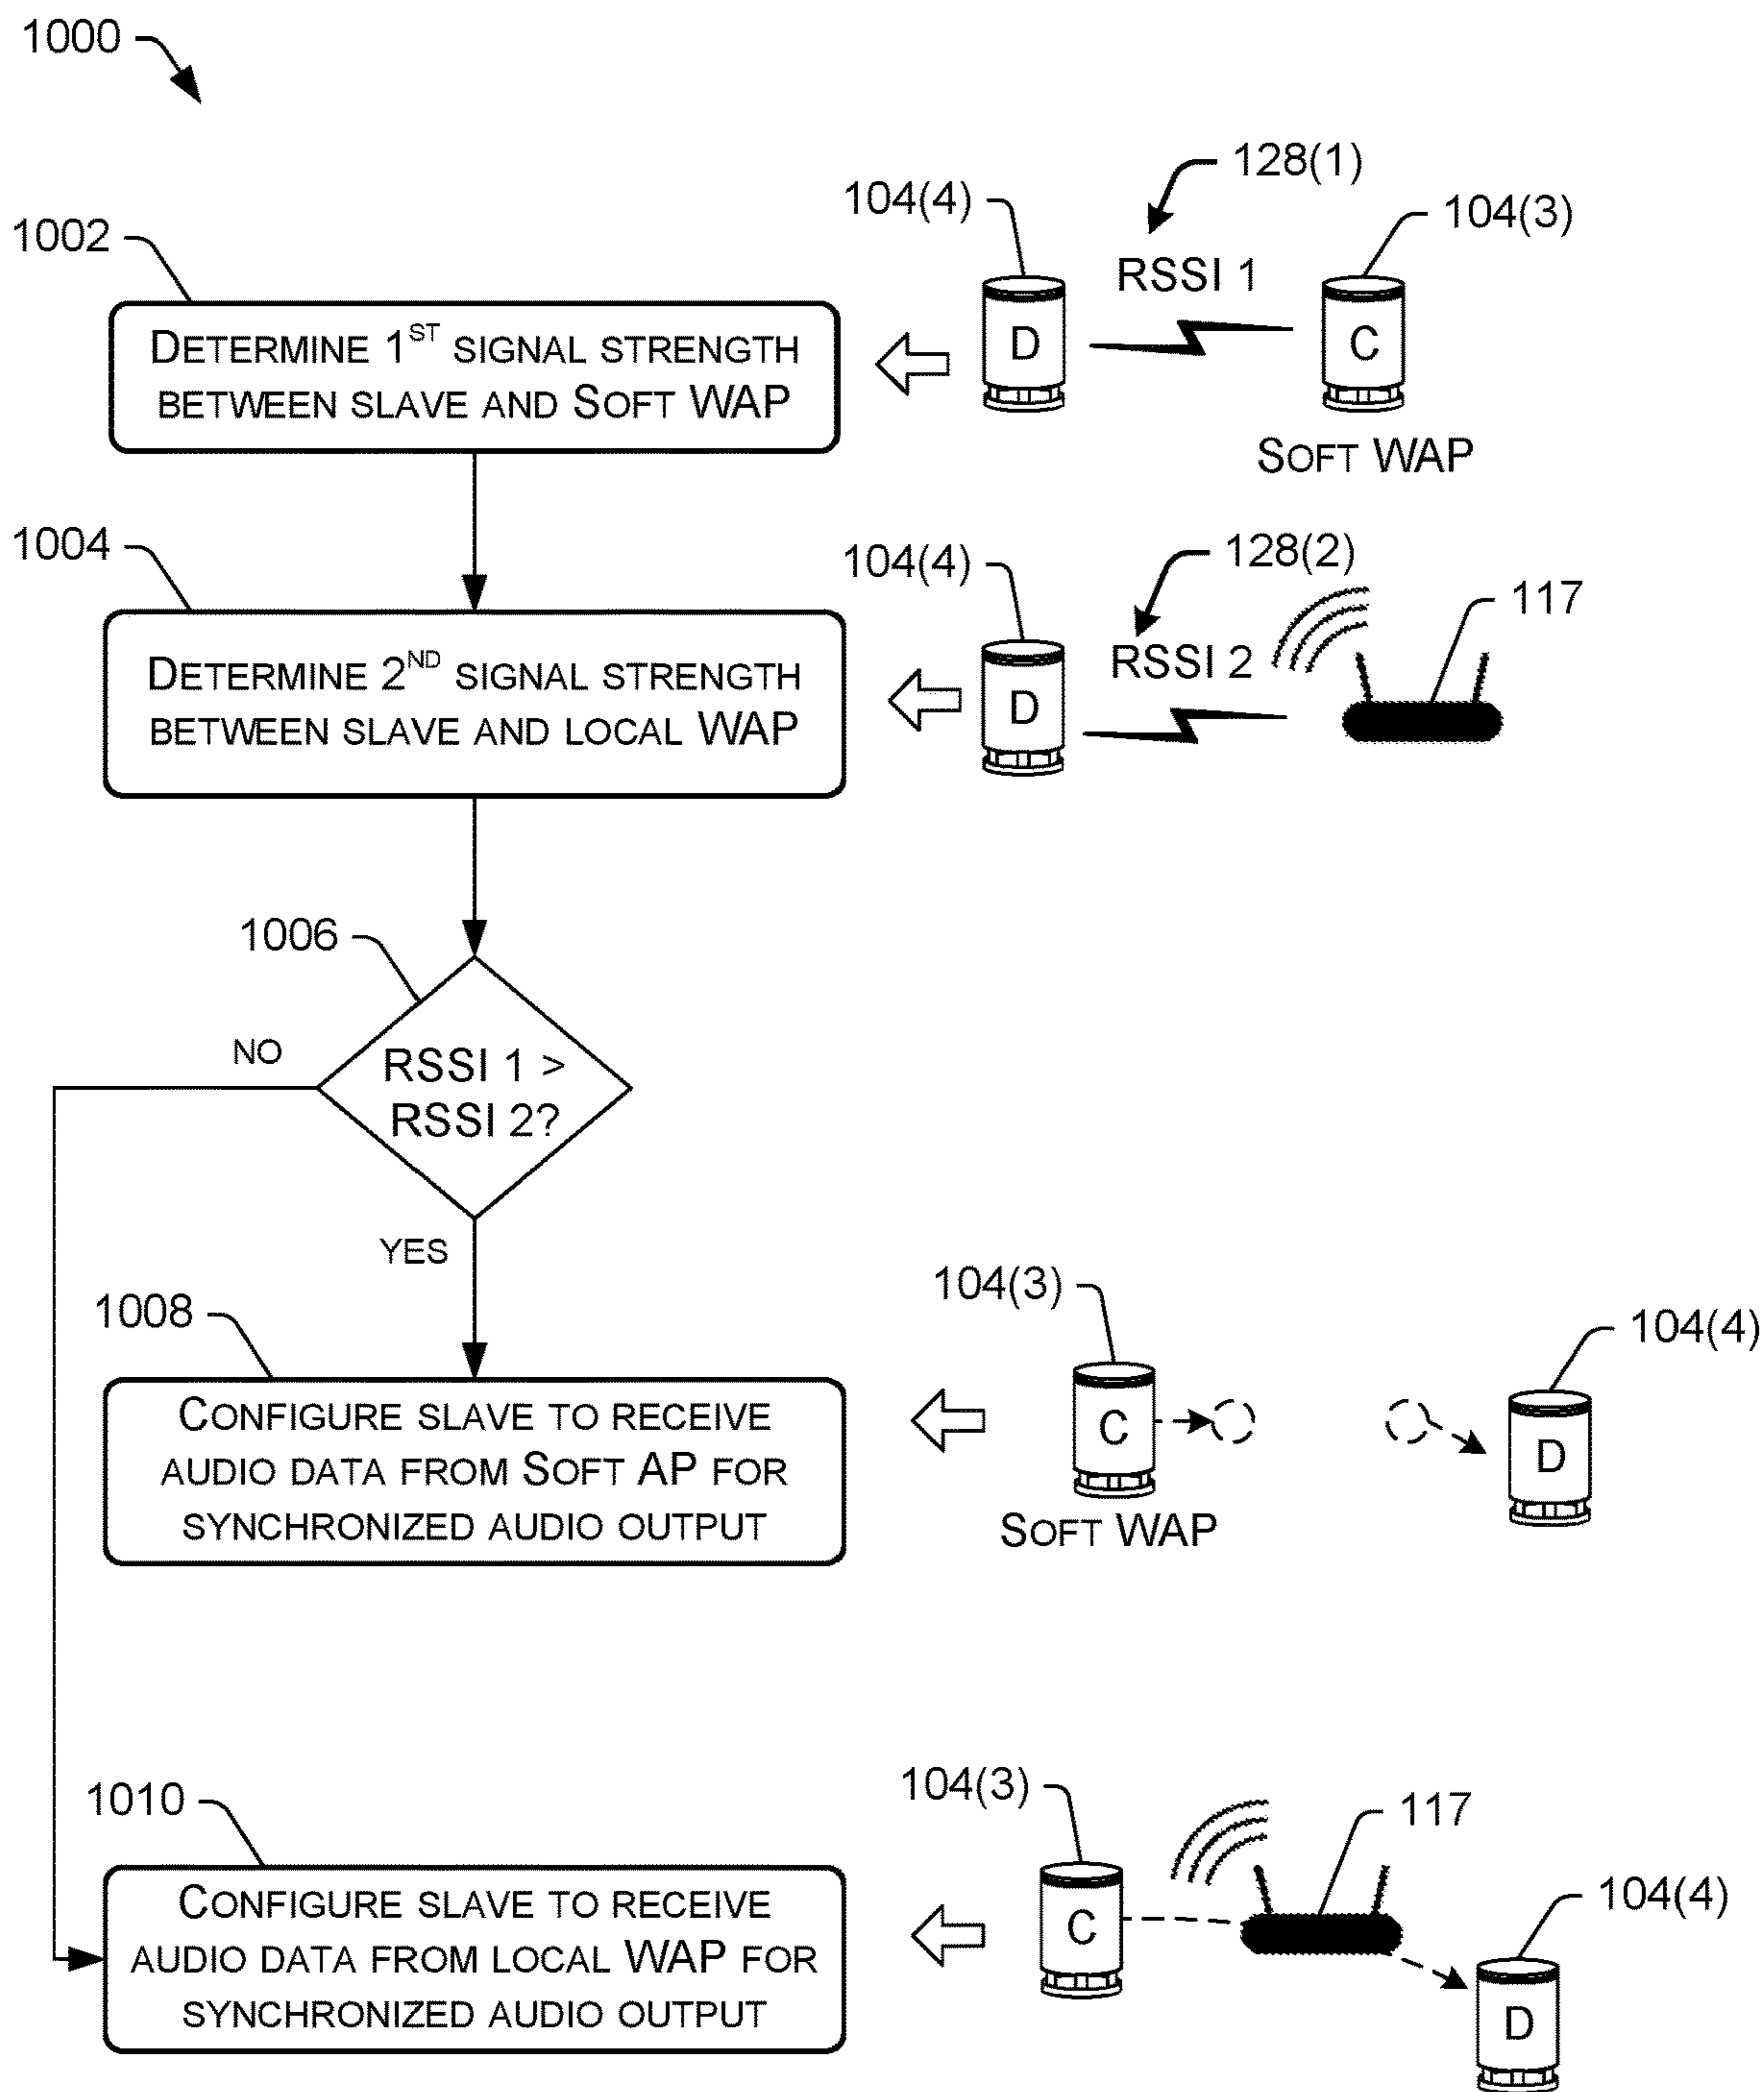 1000
128(1)
104(4)
104(3)
1002
RSSI 1
DETERMINE 1ST SIGNAL STRENGTH
BETWEEN SLAVE AND SOFT WAP
D
C
SOFT WAP
1004
104(4)
128(2)
117
DETERMINE 2ND SIGNAL STRENGTH
BETWEEN SLAVE AND LOCAL WAP
RSSI 2
D
1006
NO
RSSI 1 >
RSSI 2?
YES
1008
104(3)
104(4)
CONFIGURE SLAVE TO RECEIVE
AUDIO DATA FROM SOFT AP FOR
SYNCHRONIZED AUDIO OUTPUT
C
D
SOFT WAP
1010
104(3)
117
104(4)
CONFIGURE SLAVE TO RECEIVE
AUDIO DATA FROM LOCAL WAP FOR
SYNCHRONIZED AUDIO OUTPUT
C
D